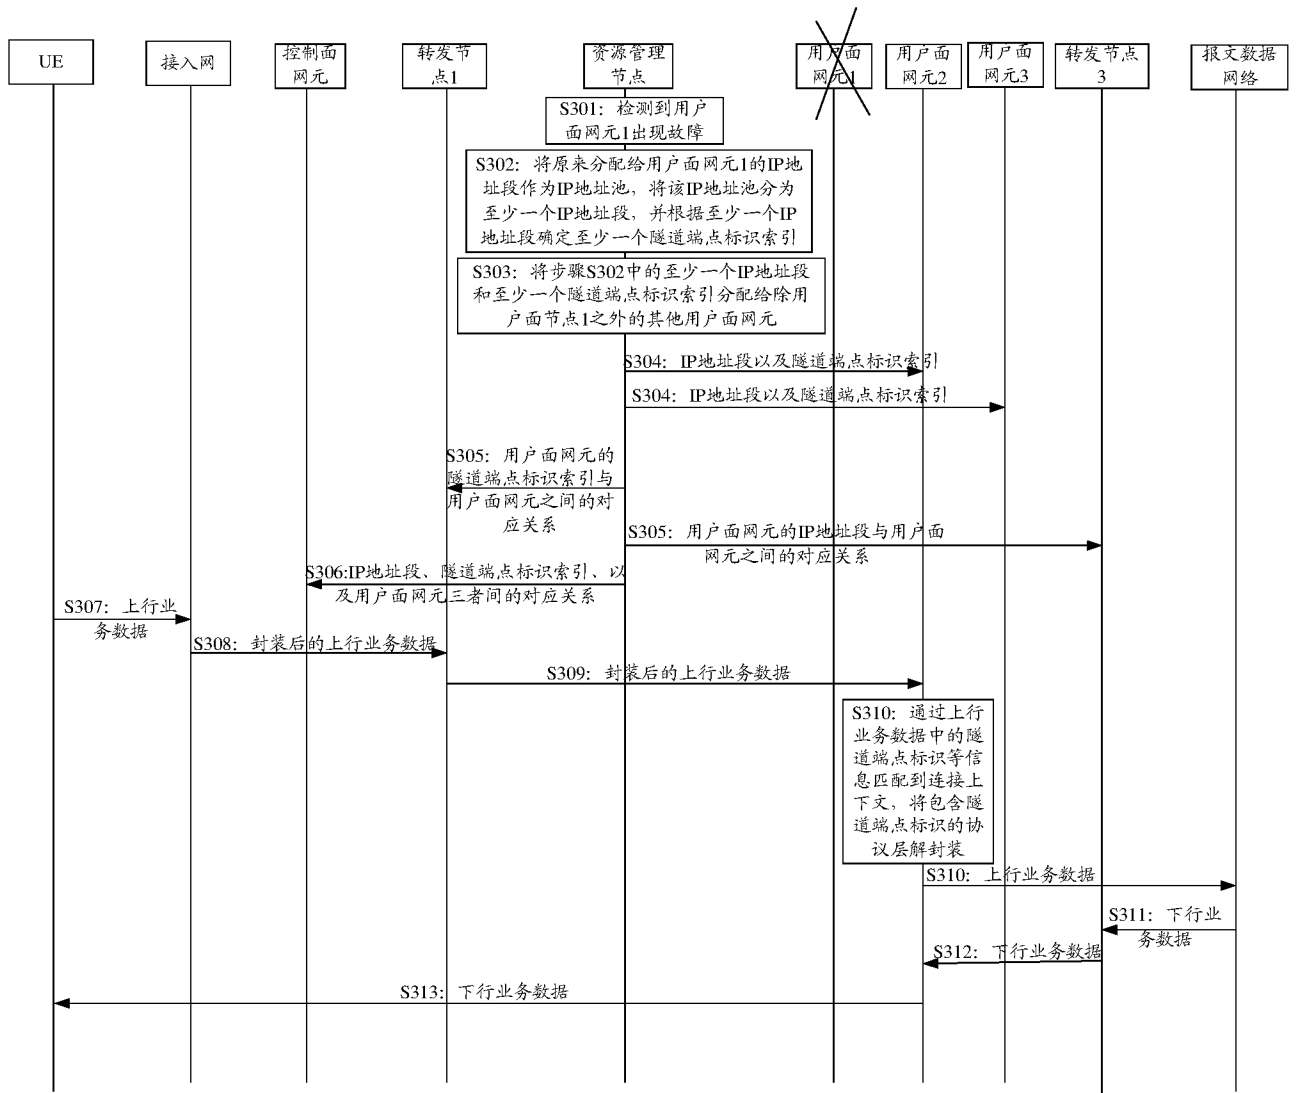 UE
接入网
控制面
网元
转发节
点1
资源管理
节点
用户面
网元1
用户面
网元2
用户面
网元3
转发节点
3
报文数据
网络
S301：检测到用户
面网元1出现故障
S302：将原来分配给用户面网元1的IP地
址段作为IP地址池，将该IP地址池分为
至少一个IP地址段，并根据至少一个IP
地址段确定至少一个隧道端点标识索引
S303：将步骤S302中的至少一个IP地址段
和至少一个隧道端点标识索引分配给除用
户面节点1之外的其他用户面网元
S304：IP地址段以及隧道端点标识索引
S304：IP地址段以及隧道端点标识索引
S305：用户面网元的
隧道端点标识索引与
用户面网元之间的对
应关系
S305：用户面网元的IP地址段与用户面
网元之间的对应关系
S306:IP地址段、隧道端点标识索引、以
及用户面网元三者间的对应关系
S307：上行业
务数据
S308：封装后的上行业务数据
S309：封装后的上行业务数据
S310：通过上行
业务数据中的隧
道端点标识等信
息匹配到连接上
下文，将包含隧
道端点标识的协
议层解封装
S310：上行业务数据
S311：下行业
务数据
S312：下行业务数据
S313：下行业务数据